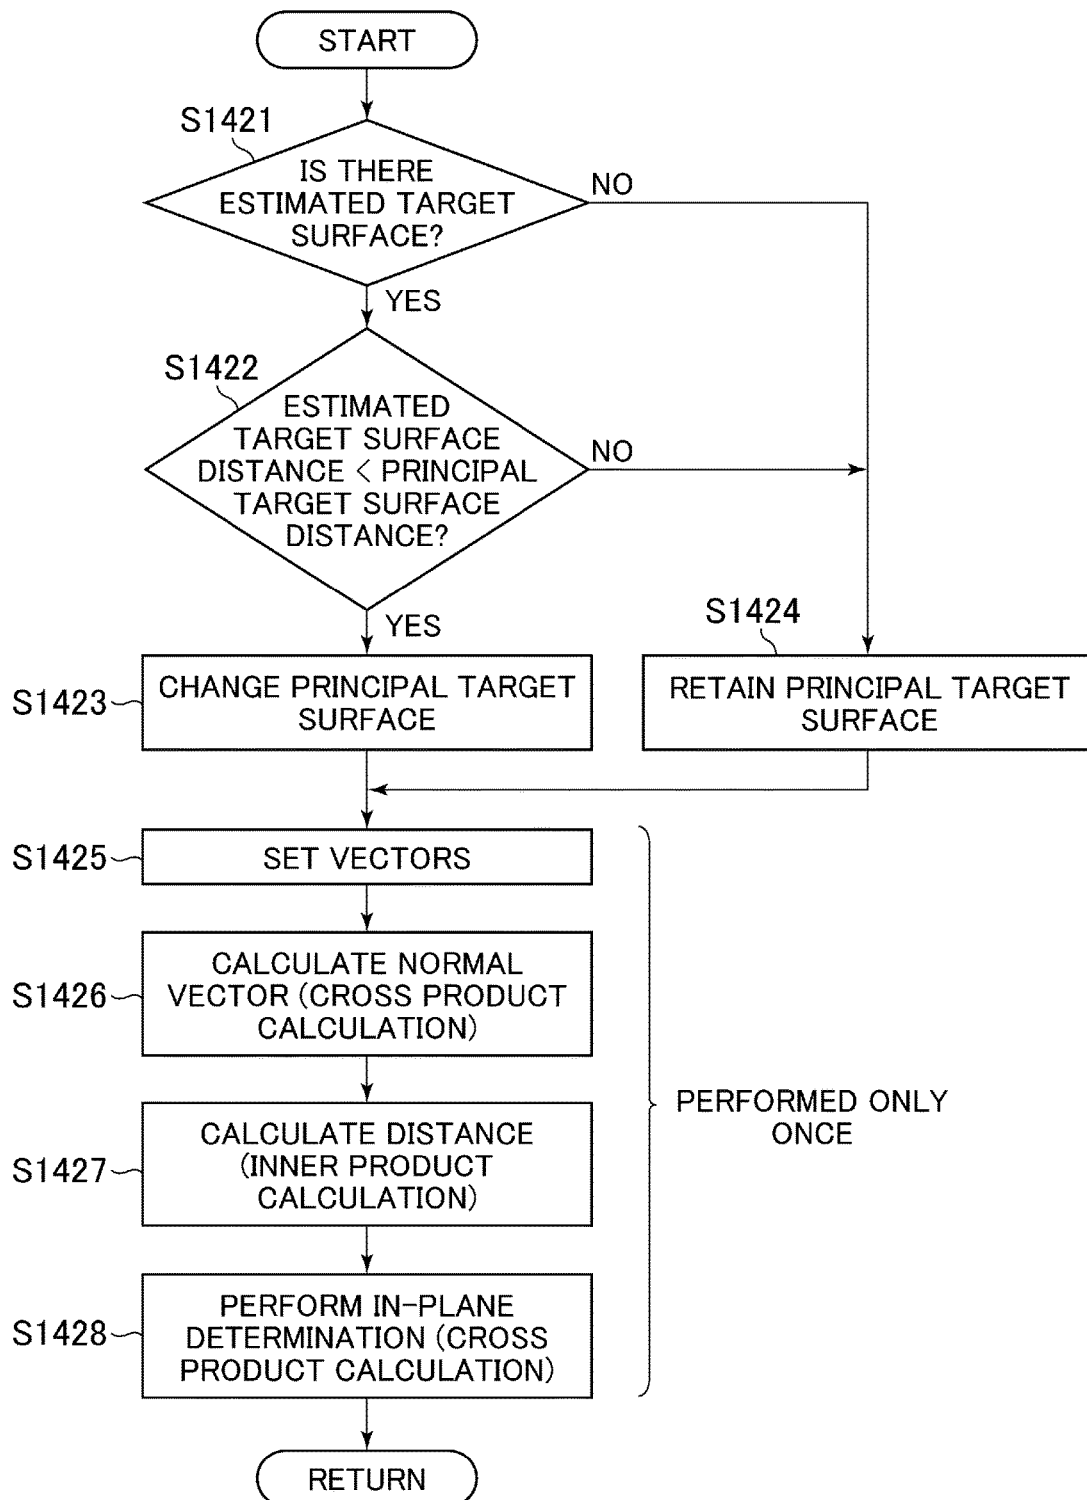 START
S1421
IS THERE
ESTIMATED TARGET
SURFACE?
NO
YES
S1422
ESTIMATED
TARGET SURFACE
DISTANCE < PRINCIPAL
TARGET SURFACE
DISTANCE?
NO
YES
S1423
CHANGE PRINCIPAL TARGET
SURFACE
S1424
RETAIN PRINCIPAL TARGET
SURFACE
S1425
SET VECTORS
S1426
CALCULATE NORMAL
VECTOR (CROSS PRODUCT
CALCULATION)
S1427
CALCULATE DISTANCE
(INNER PRODUCT
CALCULATION)
PERFORMED ONLY
ONCE
S1428
PERFORM IN-PLANE
DETERMINATION (CROSS
PRODUCT CALCULATION)
RETURN